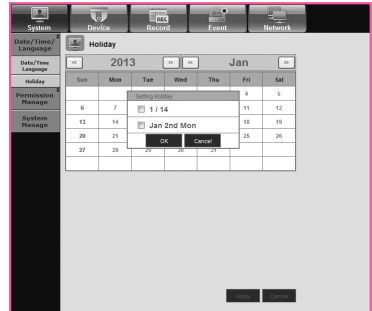 System Device Record Event Network
REC
Date/Time/
Language
Date/Time
Language
Holiday
Permission
Manage
System
Manage
Holiday
<< 2013 >> << Jan >>
Sun Mon Tue Wed Thu Fri Sat
4 5
6 7 11 12
13 14 18 19
20 21 25 26
27 28 29 30 31
Setting Holiday
1 / 14
Jan 2nd Mon
OK Cancel
Apply Cancel